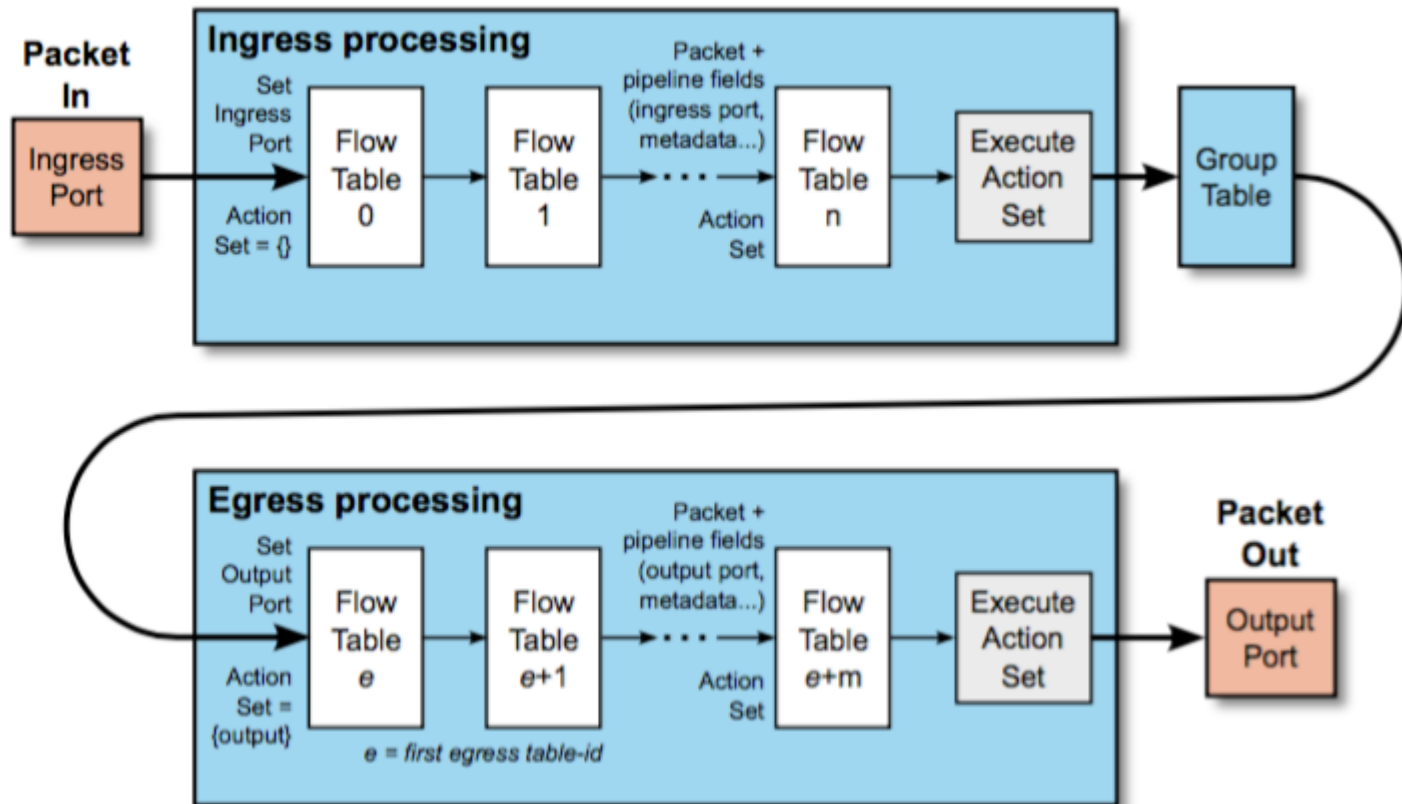 Packet
In
Ingress
Port
Ingress processing
Set
Ingress
Port
Action
Set = {}
Flow
Table
0
Flow
Table
1
Packet +
pipeline fields
(ingress port,
metadata...)
Action
Set
Flow
Table
n
Execute
Action
Set
Group
Table
Egress processing
Set
Output
Port
Action
Set =
{output}
Flow
Table
e
Flow
Table
e+1
e = first egress table-id
Packet +
pipeline fields
(output port,
metadata...)
Action
Set
Flow
Table
e+m
Execute
Action
Set
Packet
Out
Output
Port